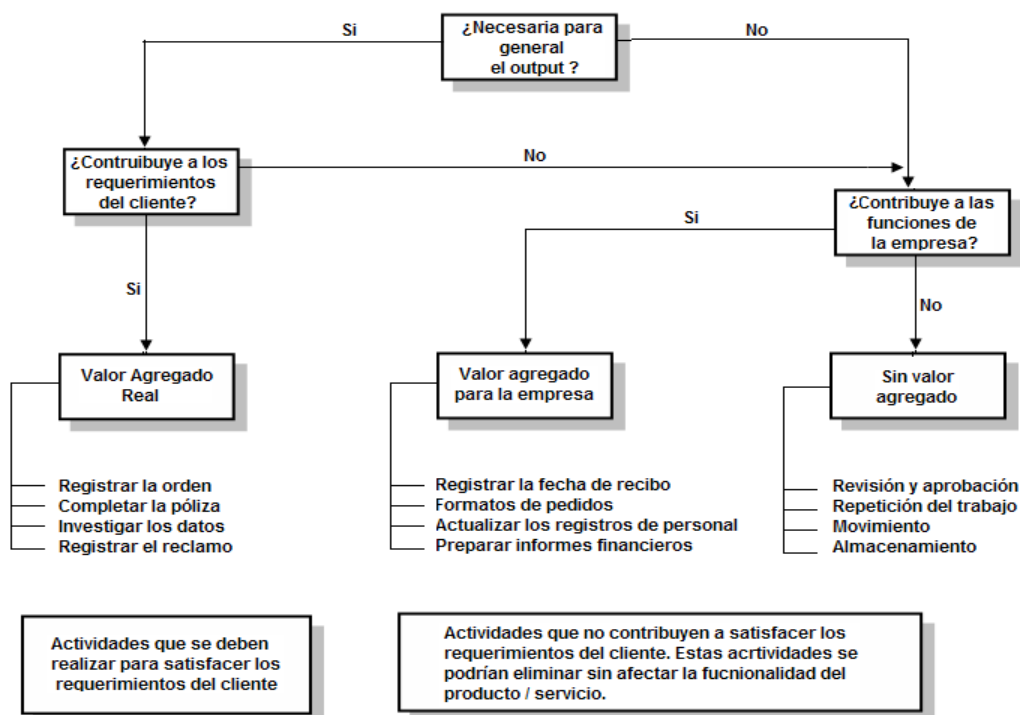 ¿Necesaria para
general
el output ?
Si
No
¿Contruibuye a los
requerimientos
del cliente?
No
¿Contribuye a las
funciones de
la empresa?
Si
Si
No
Valor Agregado
Real
Valor agregado
para la empresa
Sin valor
agregado
Registrar la orden
Completar la póliza
Investigar los datos
Registrar el reclamo
Registrar la fecha de recibo
Formatos de pedidos
Actualizar los registros de personal
Preparar informes financieros
Revisión y aprobación
Repetición del trabajo
Movimiento
Almacenamiento
Actividades que se deben
realizar para satisfacer los
requerimientos del cliente
Actividades que no contribuyen a satisfacer los
requerimientos del cliente. Estas acrtividades se
podrían eliminar sin afectar la fucnionalidad del
producto / servicio.